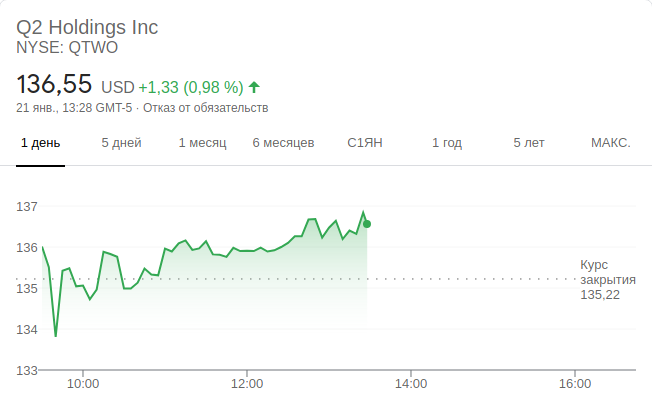 Q2 Holdings Inc
NYSE: QTWO
136,55 USD +1,33 (0,98 %)
21 янв., 13:28 GMT-5 · Отказ от обязательств
1 день 5 дней 1 месяц 6 месяцев С1ЯН 1 год 5 лет МАКС.
137
136
135
134
133
Курс
закрытия
135,22
10:00 12:00 14:00 16:00